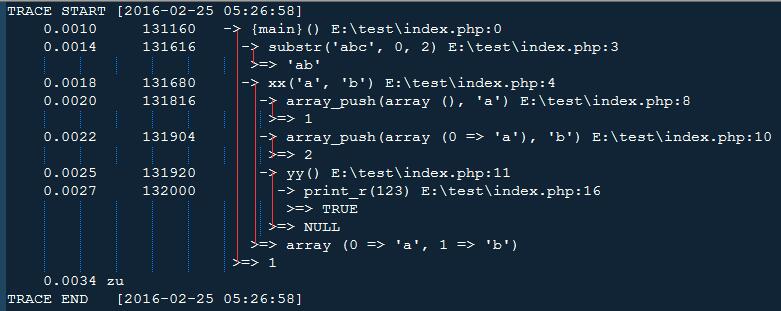 TRACE START [2016-02-25 05:26:58]
0.0010 131160 -> {main}() E:\test\index.php:0
0.0014 131616 -> substr('abc', 0, 2) E:\test\index.php:3
>=> 'ab'
0.0018 131680 -> xx('a', 'b') E:\test\index.php:4
0.0020 131816 -> array_push(array (), 'a') E:\test\index.php:8
>=> 1
0.0022 131904 -> array_push(array (0 => 'a'), 'b') E:\test\index.php:10
>=> 2
0.0025 131920 -> yy() E:\test\index.php:11
0.0027 132000 -> print_r(123) E:\test\index.php:16
>=> TRUE
>=> NULL
>=> array (0 => 'a', 1 => 'b')
>=> 1
0.0034 zu
TRACE END [2016-02-25 05:26:58]